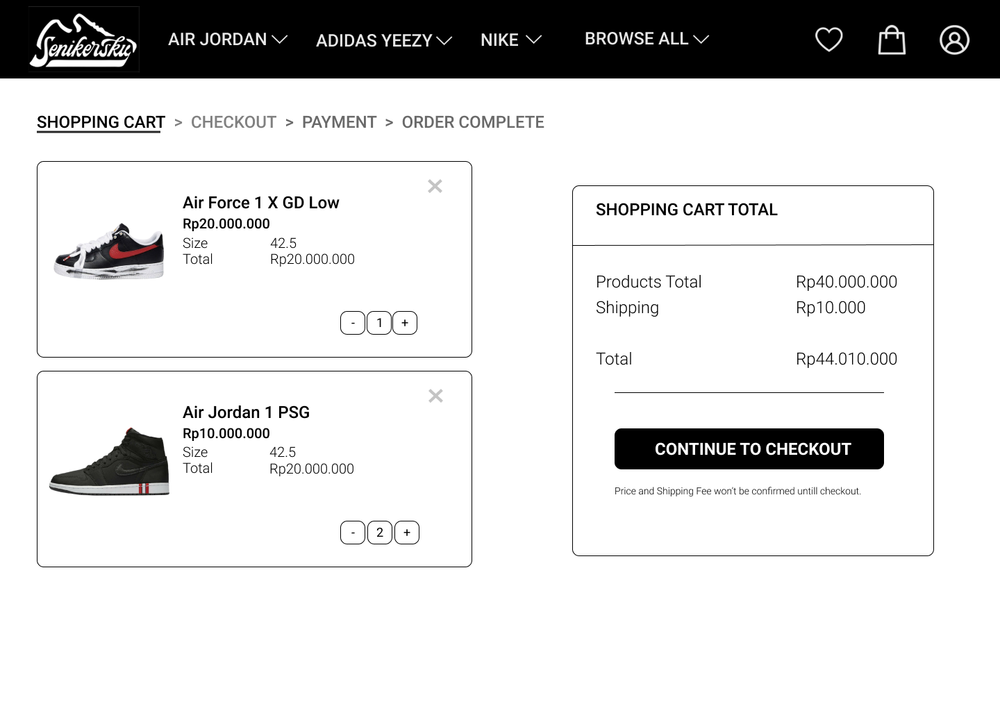 Senikersku
AIR JORDAN
ADIDAS YEEZY
NIKE
BROWSE ALL
SHOPPING CART > CHECKOUT > PAYMENT > ORDER COMPLETE
Air Force 1 X GD Low
Rp20.000.000
Size 42.5
Total Rp20.000.000
- 1 +
Air Jordan 1 PSG
Rp10.000.000
Size 42.5
Total Rp20.000.000
- 2 +
SHOPPING CART TOTAL
Products Total Rp40.000.000
Shipping Rp10.000
Total Rp44.010.000
CONTINUE TO CHECKOUT
Price and Shipping Fee won't be confirmed untill checkout.